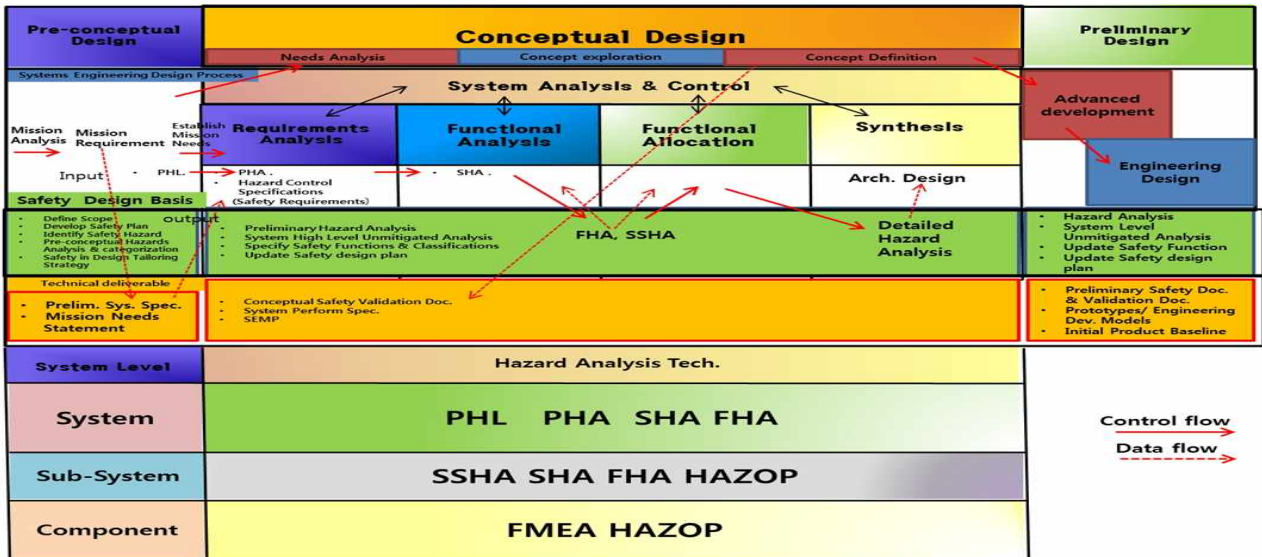 Pre-conceptual
Design
Conceptual Design
Preliminary
Design
Needs Analysis
Concept exploration
Concept Definition
Systems Engineering Design Process
System Analysis & Control
Advanced
development
Mission
Analysis
Mission
Requirement
Establish
Mission
Needs
Requirements
Analysis
Functional
Analysis
Functional
Allocation
Synthesis
Engineering
Design
Input
• PHL.
• PHA .
• Hazard Control
Specifications
(Safety Requirements)
• SHA .
Arch. Design
Safety Design Basis
output
• Define Scope
• Develop Safety Plan
• Identify Safety Hazard
• Pre-conceptual Hazards
Analysis & categorization
• Safety in Design Tailoring
Strategy
• Preliminary Hazard Analysis
• System High Level Unmitigated Analysis
• Specify Safety Functions & Classifications
• Update Safety design plan
FHA, SSHA
Detailed
Hazard
Analysis
• Hazard Analysis
• System Level
Unmitigated Analysis
• Update Safety Function
• Update Safety design
plan
Technical deliverable
• Prelim. Sys. Spec.
• Mission Needs
Statement
• Conceptual Safety Validation Doc.
• System Perform Spec.
• SEMP
• Preliminary Safety Doc.
& Validation Doc.
• Prototypes/ Engineering
Dev. Models
• Initial Product Baseline
System Level
Hazard Analysis Tech.
System
PHL PHA SHA FHA
Control flow
Data flow
Sub-System
SSHA SHA FHA HAZOP
Component
FMEA HAZOP